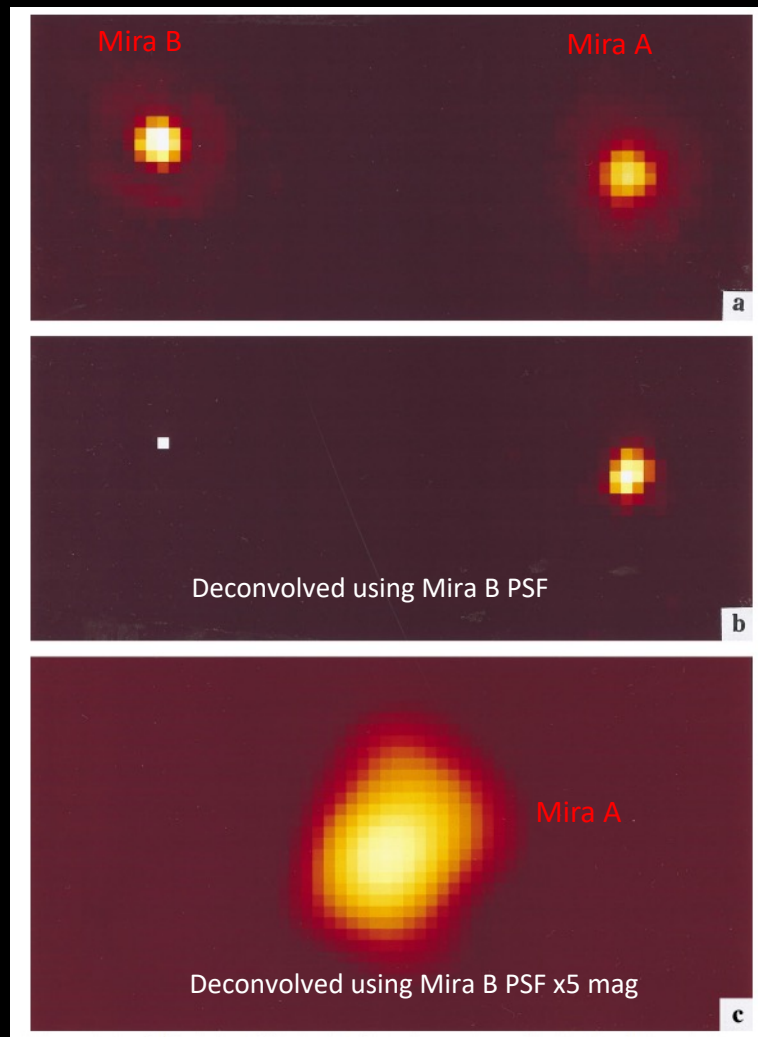 Mira B
Mira A
a
Deconvolved using Mira B PSF
b
Mira A
Deconvolved using Mira B PSF x5 mag
c